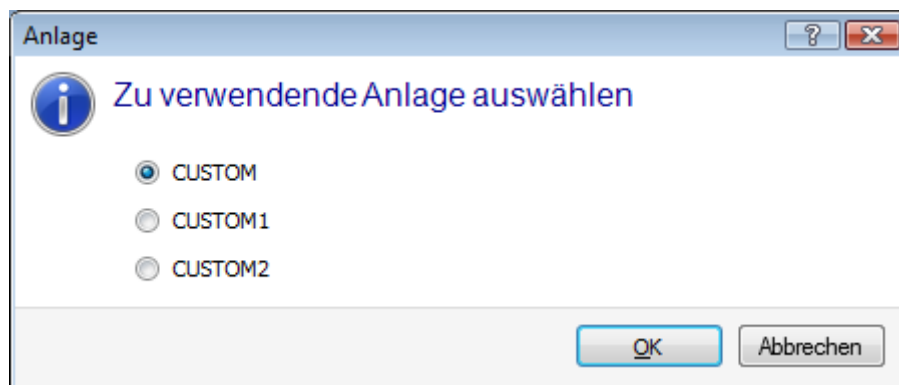 Anlage
Zu verwendende Anlage auswählen
CUSTOM
CUSTOM1
CUSTOM2
OK
Abbrechen